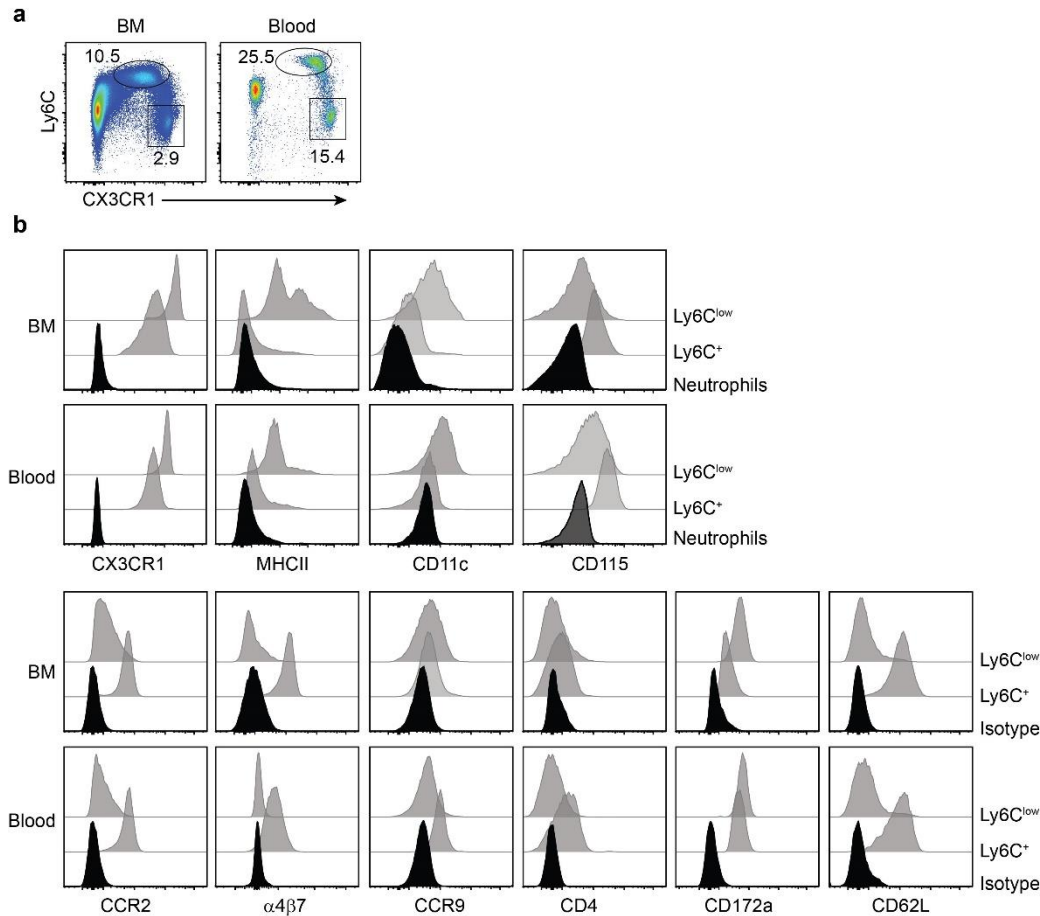 a
BM
Blood
10.5
25.5
Ly6C
2.9
15.4
CX3CR1
b
BM
Ly6Clow
Ly6C+
Neutrophils
Blood
Ly6Clow
Ly6C+
Neutrophils
CX3CR1
MHCII
CD11c
CD115
BM
Ly6Clow
Ly6C+
Isotype
Blood
Ly6Clow
Ly6C+
Isotype
CCR2
α4β7
CCR9
CD4
CD172a
CD62L